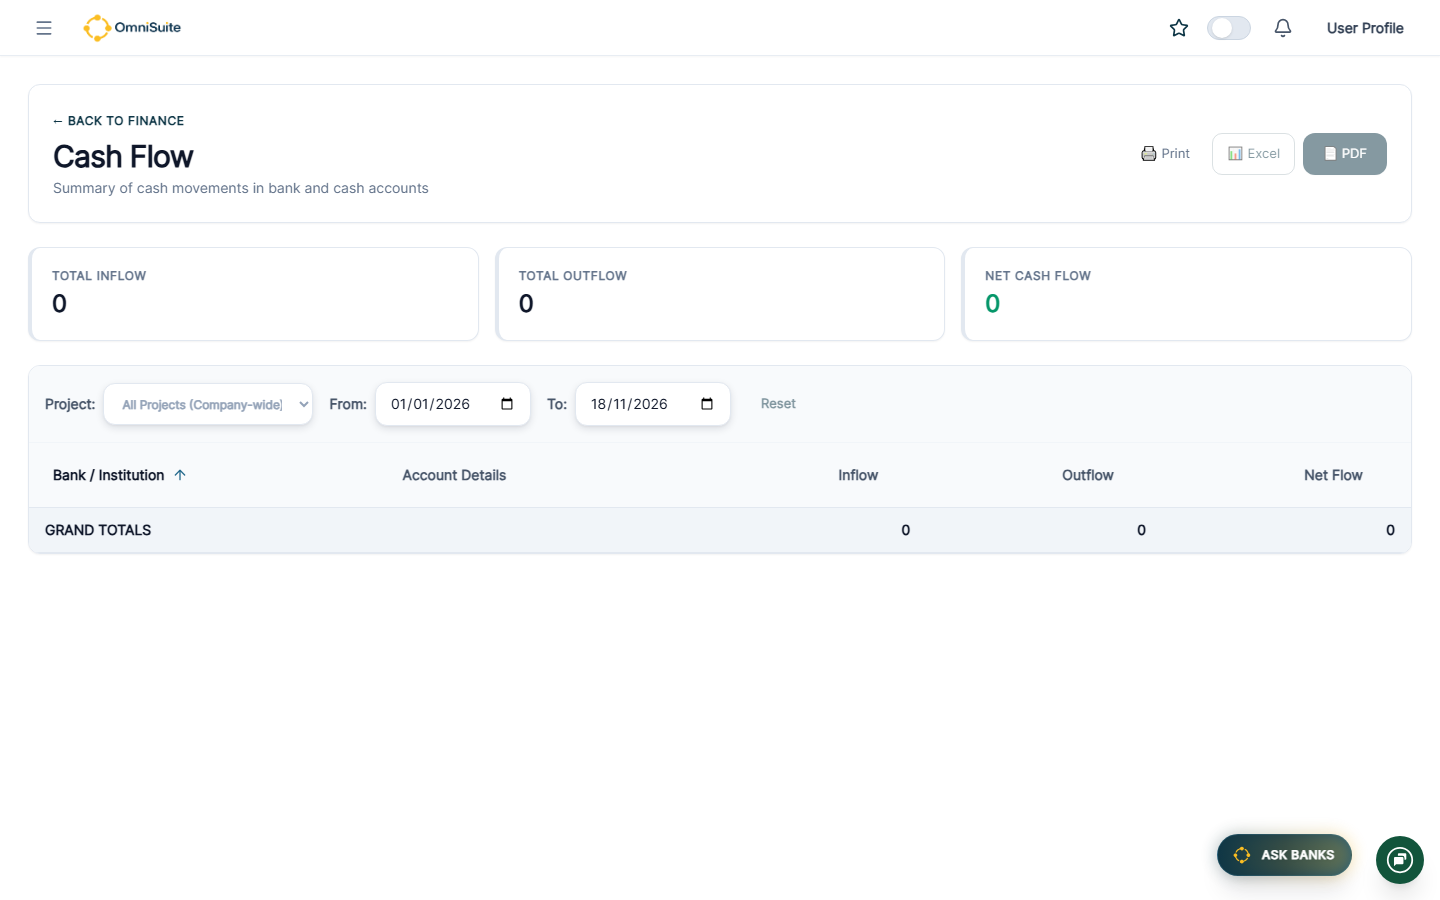 OmniSuite
User Profile
← BACK TO FINANCE
Cash Flow
Summary of cash movements in bank and cash accounts
Print
Excel
PDF
TOTAL INFLOW
0
TOTAL OUTFLOW
0
NET CASH FLOW
0
Project: All Projects (Company-wide) From: 01/01/2026 To: 18/11/2026 Reset
Bank / Institution ↑ Account Details Inflow Outflow Net Flow
GRAND TOTALS 0 0 0
ASK BANKS